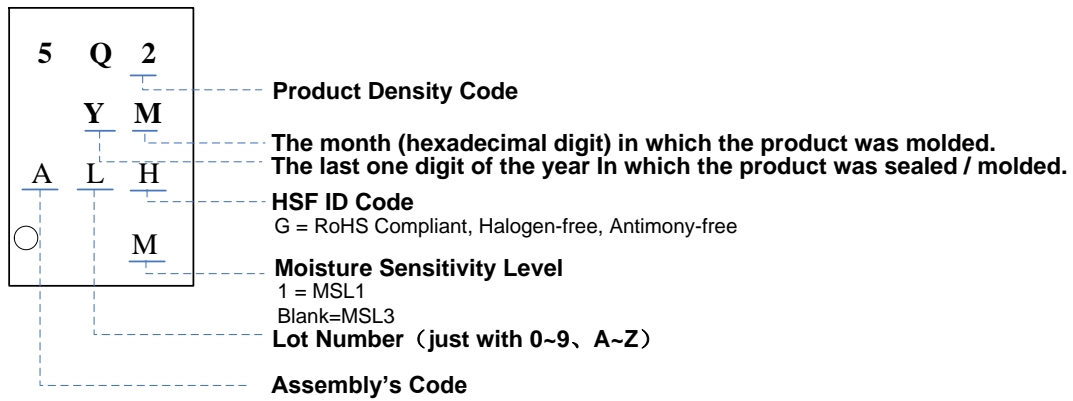 5 Q 2
Product Density Code
Y M
The month (hexadecimal digit) in which the product was molded.
The last one digit of the year In which the product was sealed / molded.
A L H
HSF ID Code
G = RoHS Compliant, Halogen-free, Antimony-free
M
Moisture Sensitivity Level
1 = MSL1
Blank=MSL3
Lot Number（just with 0~9、A~Z）
Assembly's Code